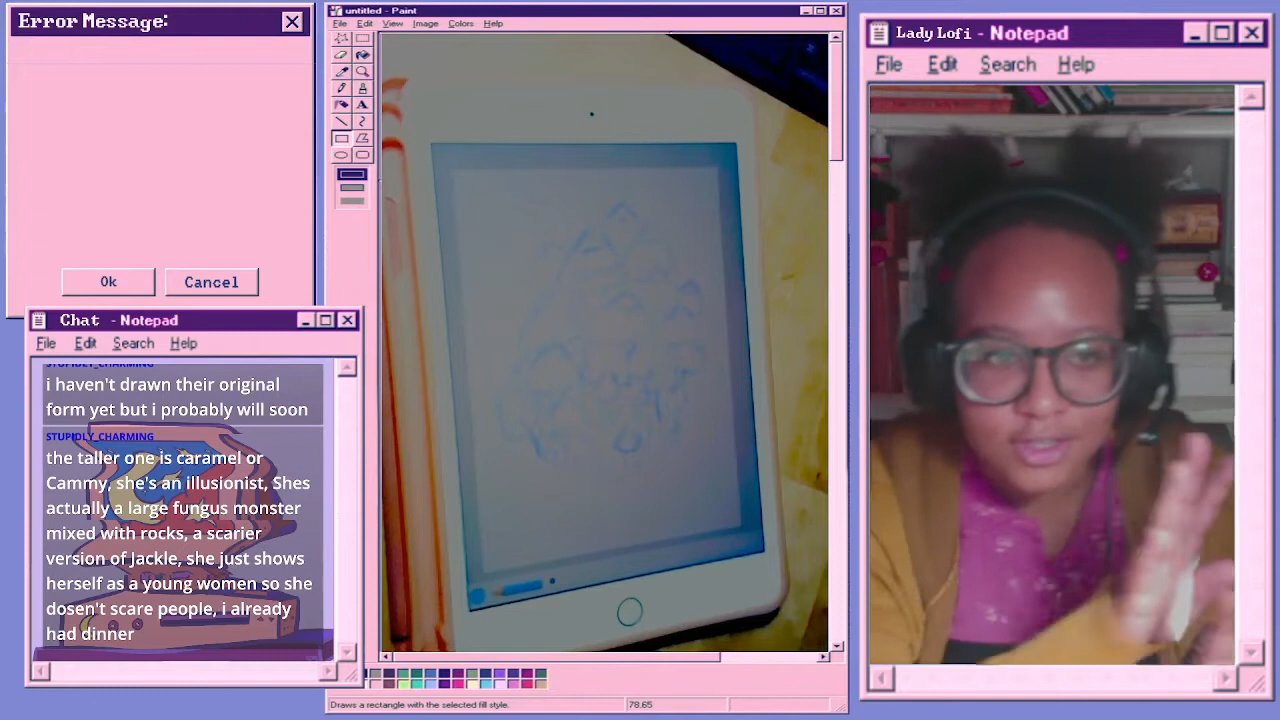 Error Message:
Ok
Cancel
untitled - Paint
File Edit View Image Colors Help
Lady Lofi - Notepad
File Edit Search Help
Chat - Notepad
File Edit Search Help
STUPIDLY_CHARMING
i haven't drawn their original
form yet but i probably will soon
STUPIDLY_CHARMING
the taller one is caramel or
Cammy, she's an illusionist, Shes
actually a large fungus monster
mixed with rocks, a scarier
version of Jackle, she just shows
herself as a young women so she
dosen't scare people, i already
had dinner
Draws a rectangle with the selected fill style.
78.65